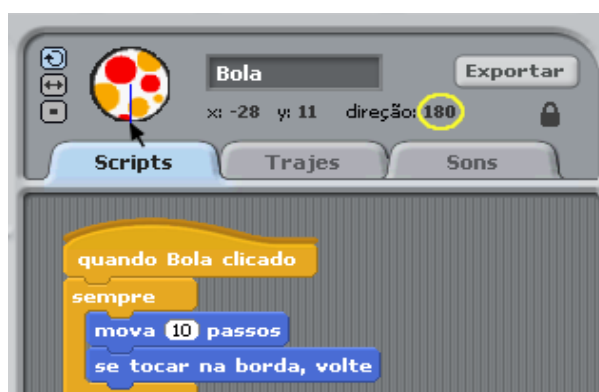 Bola
Exportar
x: -28 y: 11 direção: 180
Scripts Trajes Sons
quando Bola clicado
sempre
mova 10 passos
se tocar na borda, volte